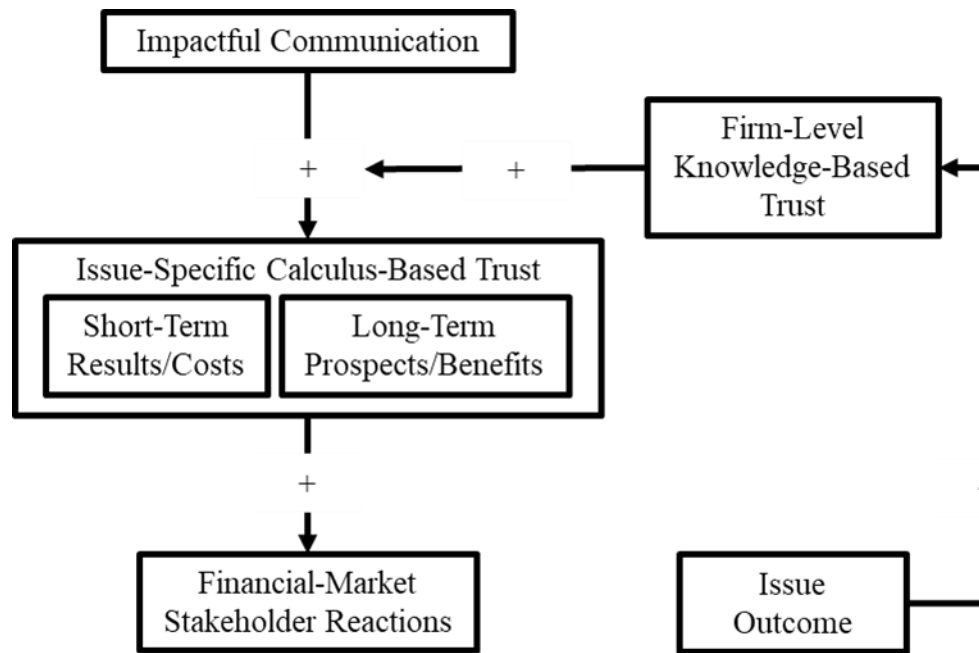 Impactful Communication
Firm-Level
Knowledge-Based
Trust
+
+
Issue-Specific Calculus-Based Trust
Short-Term
Results/Costs
Long-Term
Prospects/Benefits
+
Financial-Market
Stakeholder Reactions
Issue
Outcome